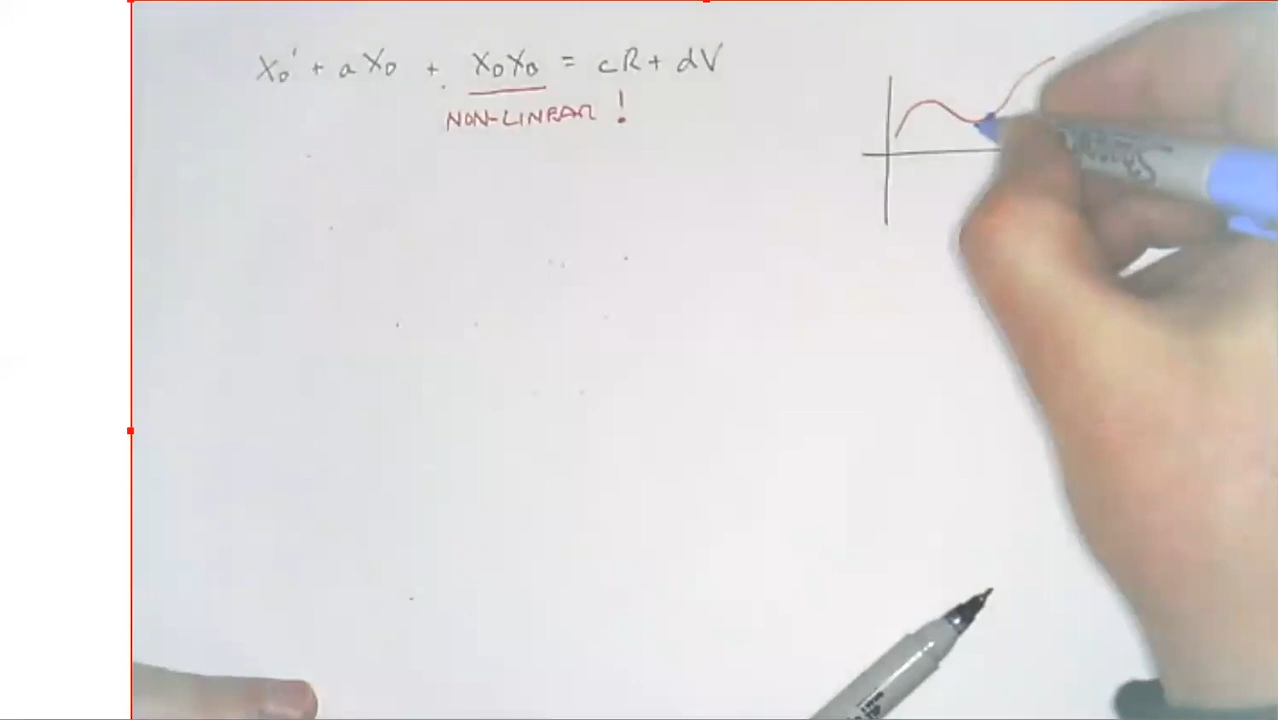 X₀' + aX₀ + X₀X₀ = cR + dV
NON-LINEAR !